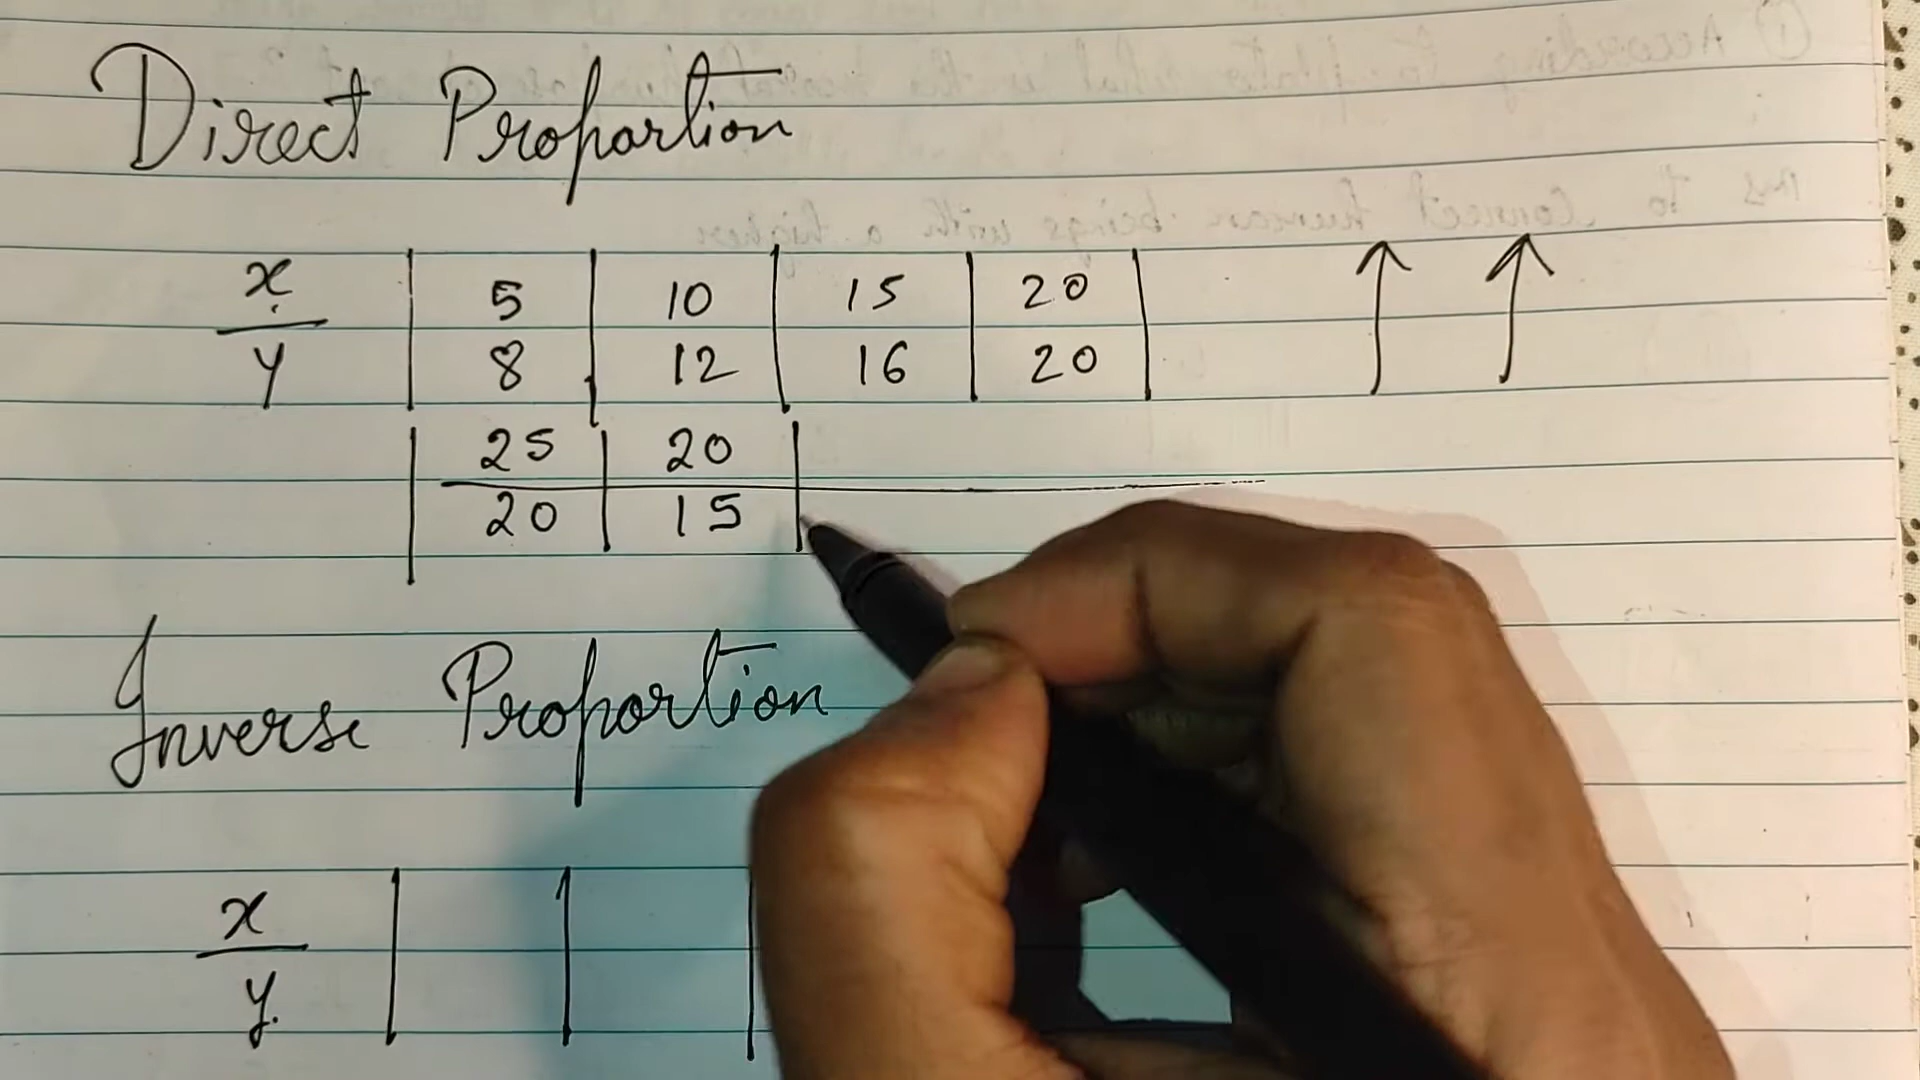 Direct Proportion
x 5 10 15 20
y 8 12 16 20
25 20
20 15
Inverse Proportion
x
y